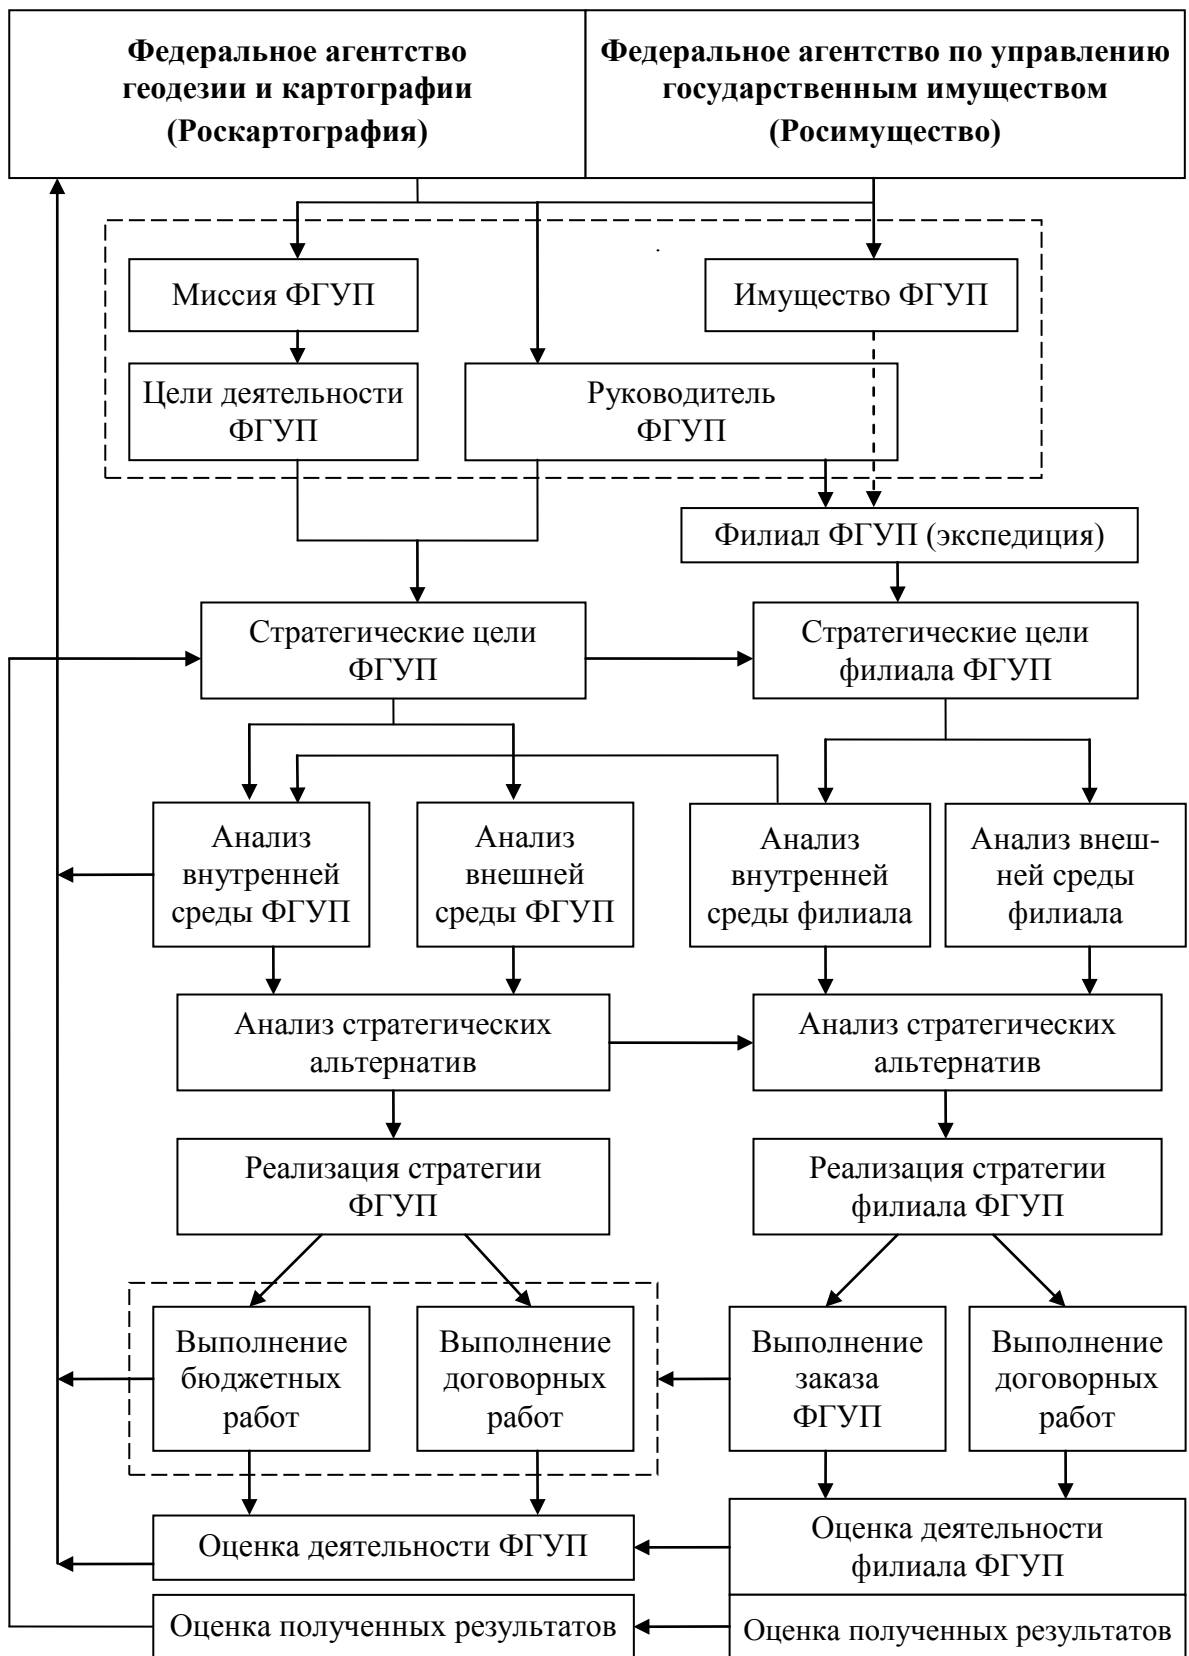 Федеральное агентство
геодезии и картографии
(Роскартография)
Федеральное агентство по управлению
государственным имуществом
(Росимущество)
Миссия ФГУП
Имущество ФГУП
Цели деятельности
ФГУП
Руководитель
ФГУП
Филиал ФГУП (экспедиция)
Стратегические цели
ФГУП
Стратегические цели
филиала ФГУП
Анализ
внутренней
среды ФГУП
Анализ
внешней
среды ФГУП
Анализ
внутренней
среды филиала
Анализ внеш-
ней среды
филиала
Анализ стратегических
альтернатив
Анализ стратегических
альтернатив
Реализация стратегии
ФГУП
Реализация стратегии
филиала ФГУП
Выполнение
бюджетных
работ
Выполнение
договорных
работ
Выполнение
заказа
ФГУП
Выполнение
договорных
работ
Оценка деятельности ФГУП
Оценка деятельности
филиала ФГУП
Оценка полученных результатов
Оценка полученных результатов